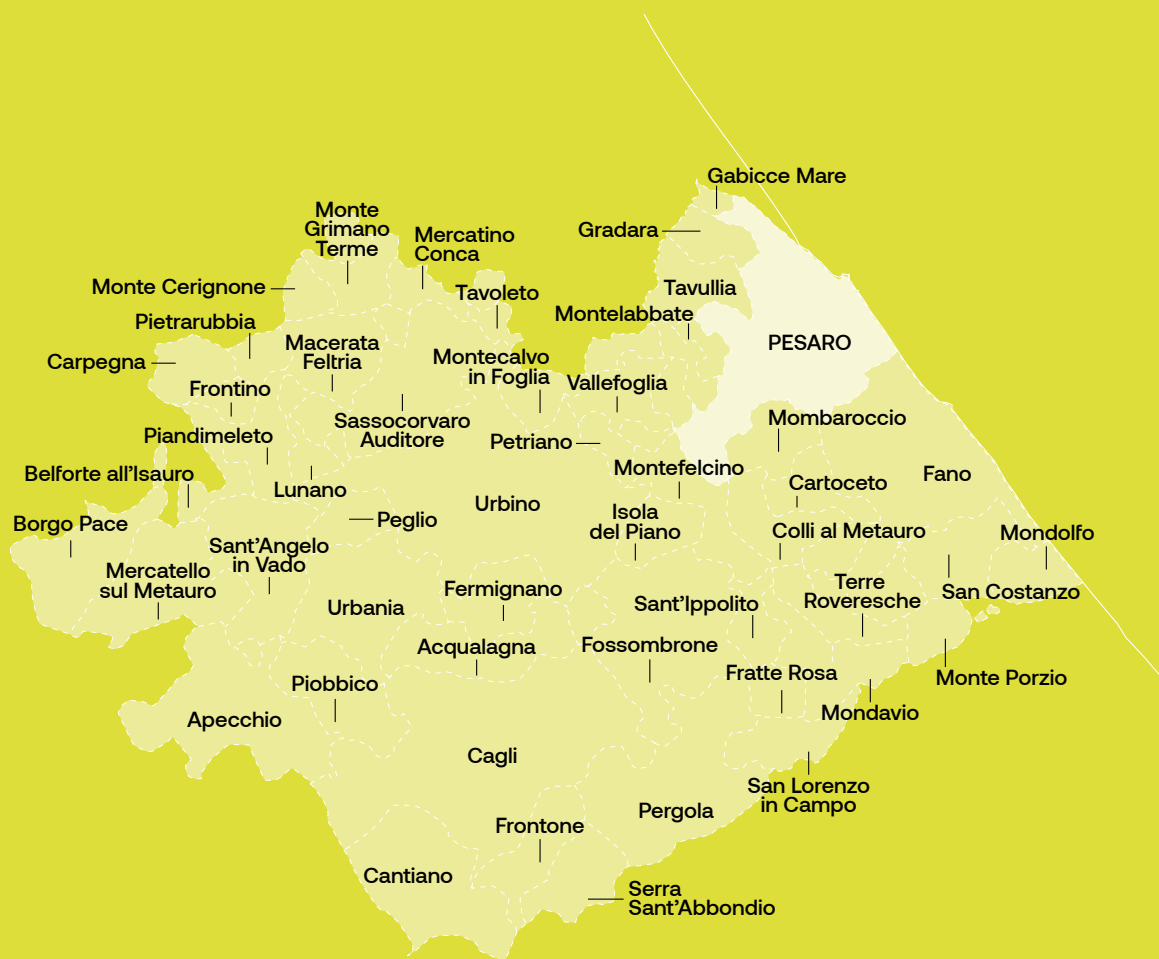 Gabicce Mare
Monte
Grimano
Terme
Gradara
Mercatino
Conca
Monte Cerignone
Tavullia
Tavoleto
Montelabbate
Pietrarubbia
Macerata
Feltria
PESARO
Carpegna
Montecalvo
in Foglia
Vallefoglia
Frontino
Mombaroccio
Sassocorvaro
Auditore
Piandimeleto
Petriano
Montefelcino
Belforte all'Isauro
Fano
Cartoceto
Lunano
Urbino
Isola
del Piano
Peglio
Borgo Pace
Colli al Metauro
Mondolfo
Sant'Angelo
in Vado
Mercatello
sul Metauro
Terre
Roveresche
Fermignano
San Costanzo
Urbania
Sant'Ippolito
Acqualagna
Fossombrone
Fratte Rosa
Monte Porzio
Piobbico
Mondavio
Apecchio
Cagli
San Lorenzo
in Campo
Pergola
Frontone
Cantiano
Serra
Sant'Abbondio